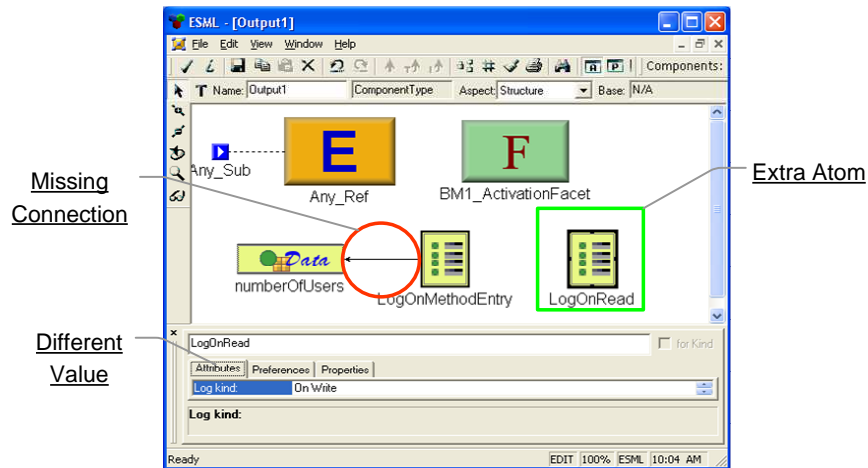 ESML - [Output1]
File Edit View Window Help
Components:
T Name: Output1 ComponentType Aspect: Structure Base: N/A
Any_Sub
E
Any_Ref
F
BM1_ActivationFacet
Missing
Connection
Extra Atom
Data
numberOfUsers
LogOnMethodEntry
LogOnRead
Different
Value
LogOnRead
for Kind
Attributes Preferences Properties
Log kind: On Write
Log kind:
Ready EDIT 100% ESML 10:04 AM